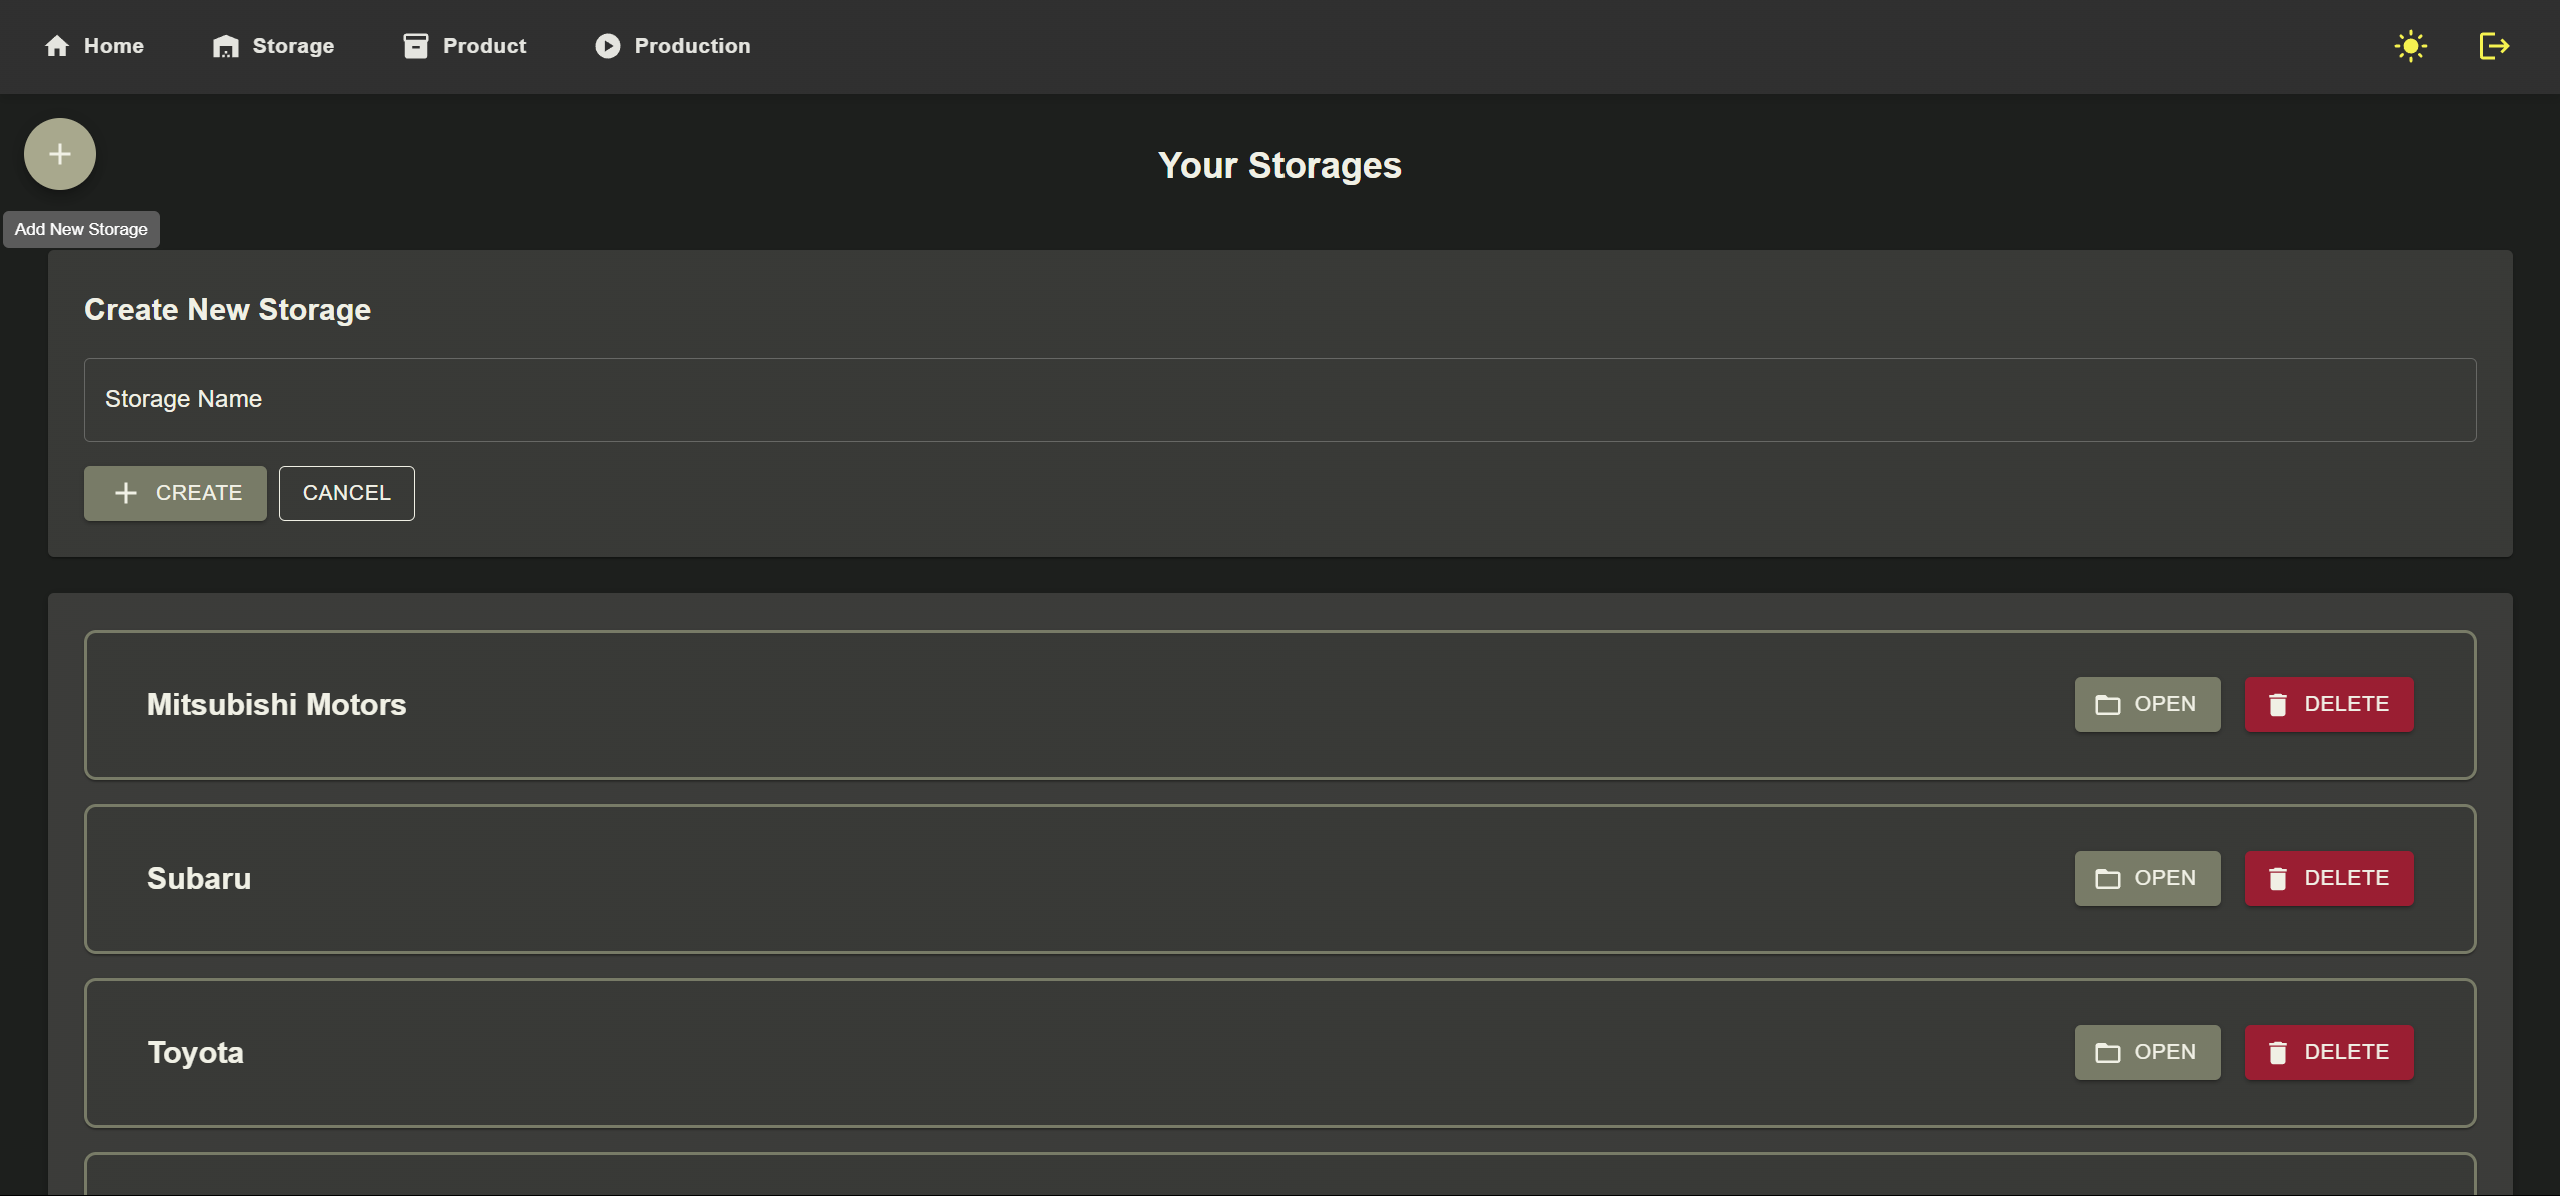 Home Storage Product Production
Your Storages
Add New Storage
Create New Storage
Storage Name
CREATE CANCEL
Mitsubishi Motors OPEN DELETE
Subaru OPEN DELETE
Toyota OPEN DELETE